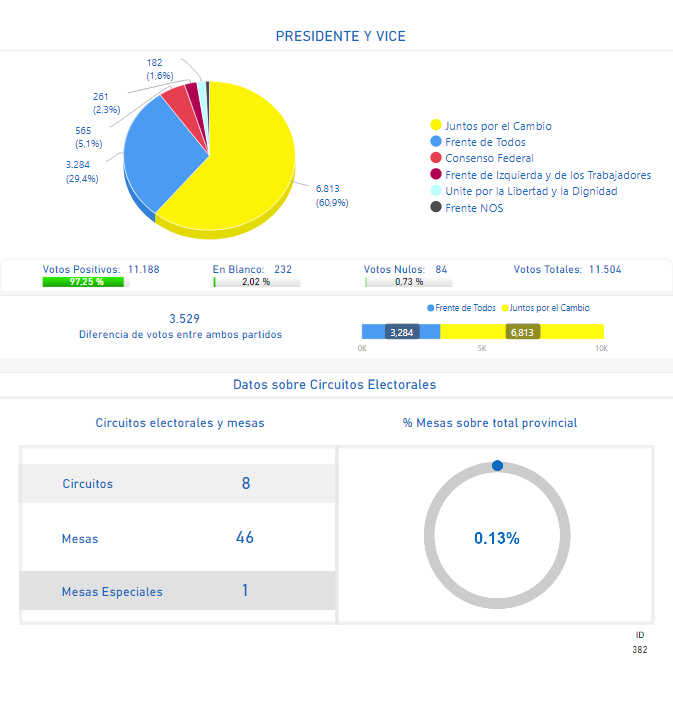 PRESIDENTE Y VICE
182
(1,6%)
261
(2,3%)
565
(5,1%)
3.284
(29,4%)
6.813
(60,9%)
Juntos por el Cambio
Frente de Todos
Consenso Federal
Frente de Izquierda y de los Trabajadores
Unite por la Libertad y la Dignidad
Frente NOS
Votos Positivos: 11.188
97,25 %
En Blanco: 232
2,02 %
Votos Nulos: 84
0,73 %
Votos Totales: 11.504
3.529
Diferencia de votos entre ambos partidos
Frente de Todos Juntos por el Cambio
3,284 6,813
0K 5K 10K
Datos sobre Circuitos Electorales
Circuitos electorales y mesas
Circuitos 8
Mesas 46
Mesas Especiales 1
% Mesas sobre total provincial
0.13%
ID
382